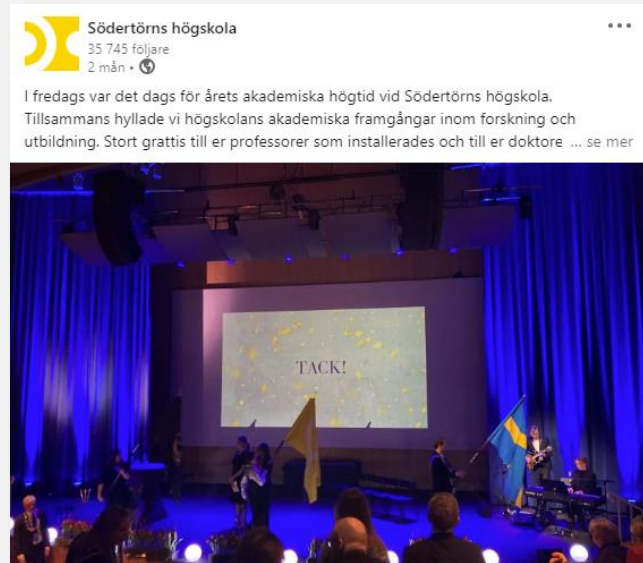 Södertörns högskola
35 745 följare
2 mån •
I fredags var det dags för årets akademiska högtid vid Södertörns högskola.
Tillsammans hyllade vi högskolans akademiska framgångar inom forskning och
utbildning. Stort grattis till er professorer som installerades och till er doktore ... se mer
TACK!